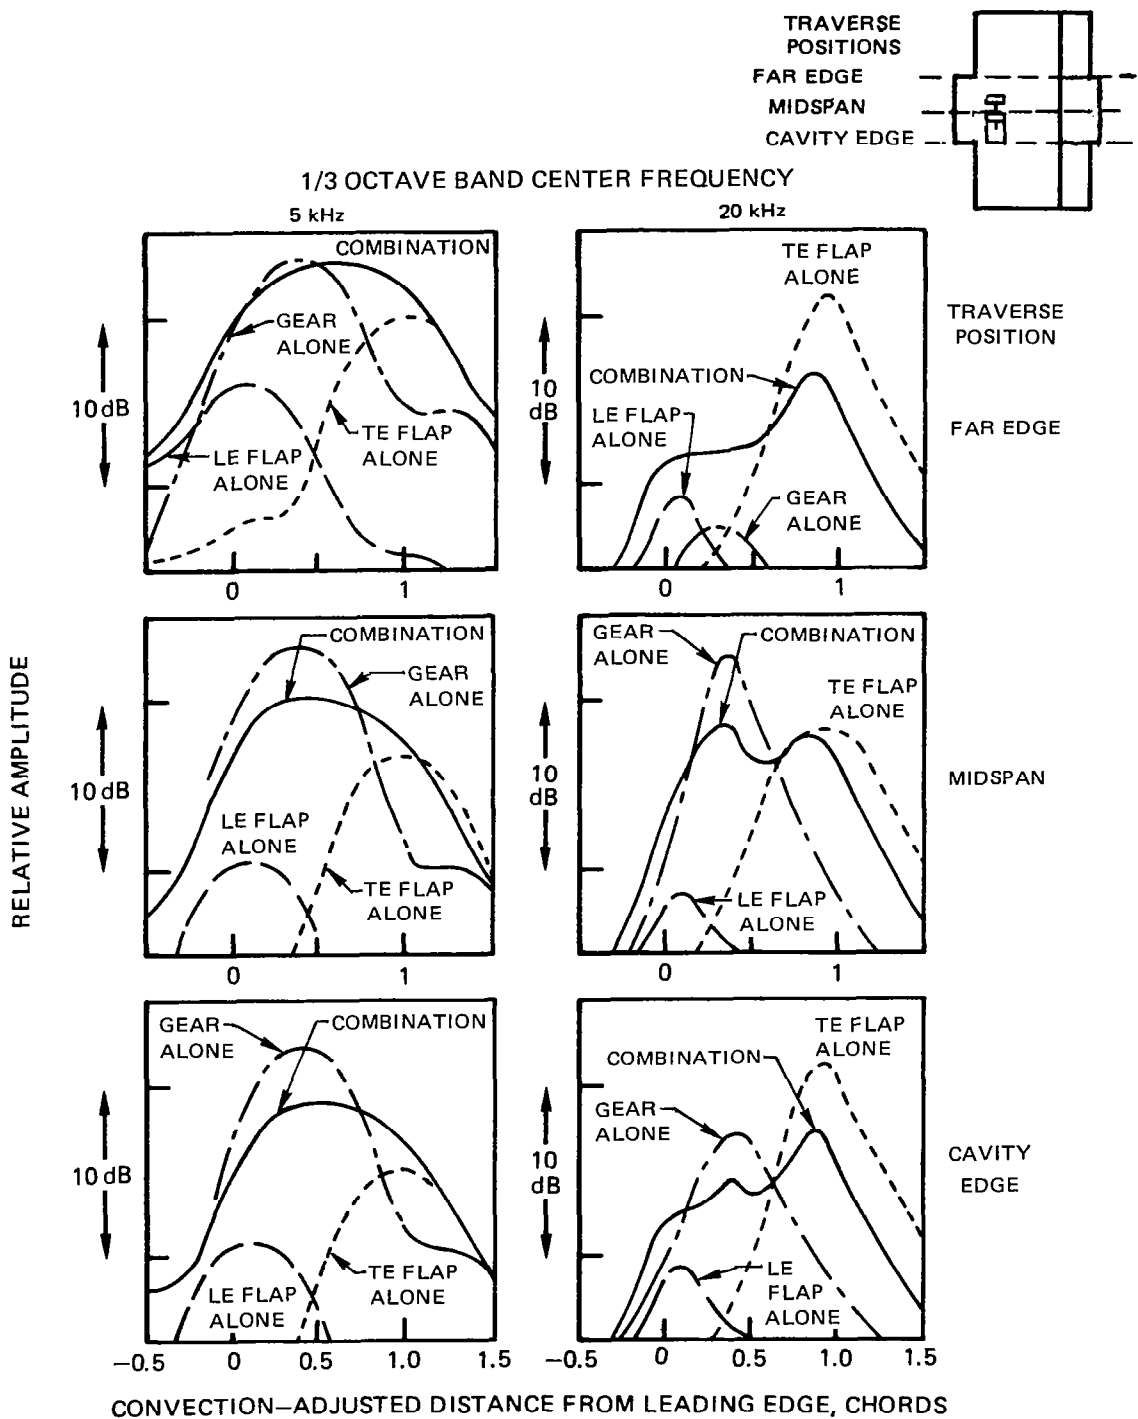 TRAVERSE
POSITIONS
FAR EDGE
MIDSPAN
CAVITY EDGE
1/3 OCTAVE BAND CENTER FREQUENCY
5 kHz
20 kHz
COMBINATION
GEAR
ALONE
10 dB
LE FLAP
ALONE
TE FLAP
ALONE
0
1
TE FLAP
ALONE
COMBINATION
10
dB
LE FLAP
ALONE
GEAR
ALONE
0
1
TRAVERSE
POSITION
FAR EDGE
RELATIVE AMPLITUDE
COMBINATION
GEAR
ALONE
10 dB
LE FLAP
ALONE
TE FLAP
ALONE
0
1
GEAR
ALONE
COMBINATION
TE FLAP
ALONE
10
dB
LE FLAP
ALONE
0
1
MIDSPAN
GEAR
ALONE
COMBINATION
10 dB
LE FLAP
ALONE
TE FLAP
ALONE
-0.5 0 0.5 1.0 1.5
TE FLAP
ALONE
COMBINATION
GEAR
ALONE
10
dB
LE
FLAP
ALONE
-0.5 0 0.5 1.0 1.5
CAVITY
EDGE
CONVECTION—ADJUSTED DISTANCE FROM LEADING EDGE, CHORDS